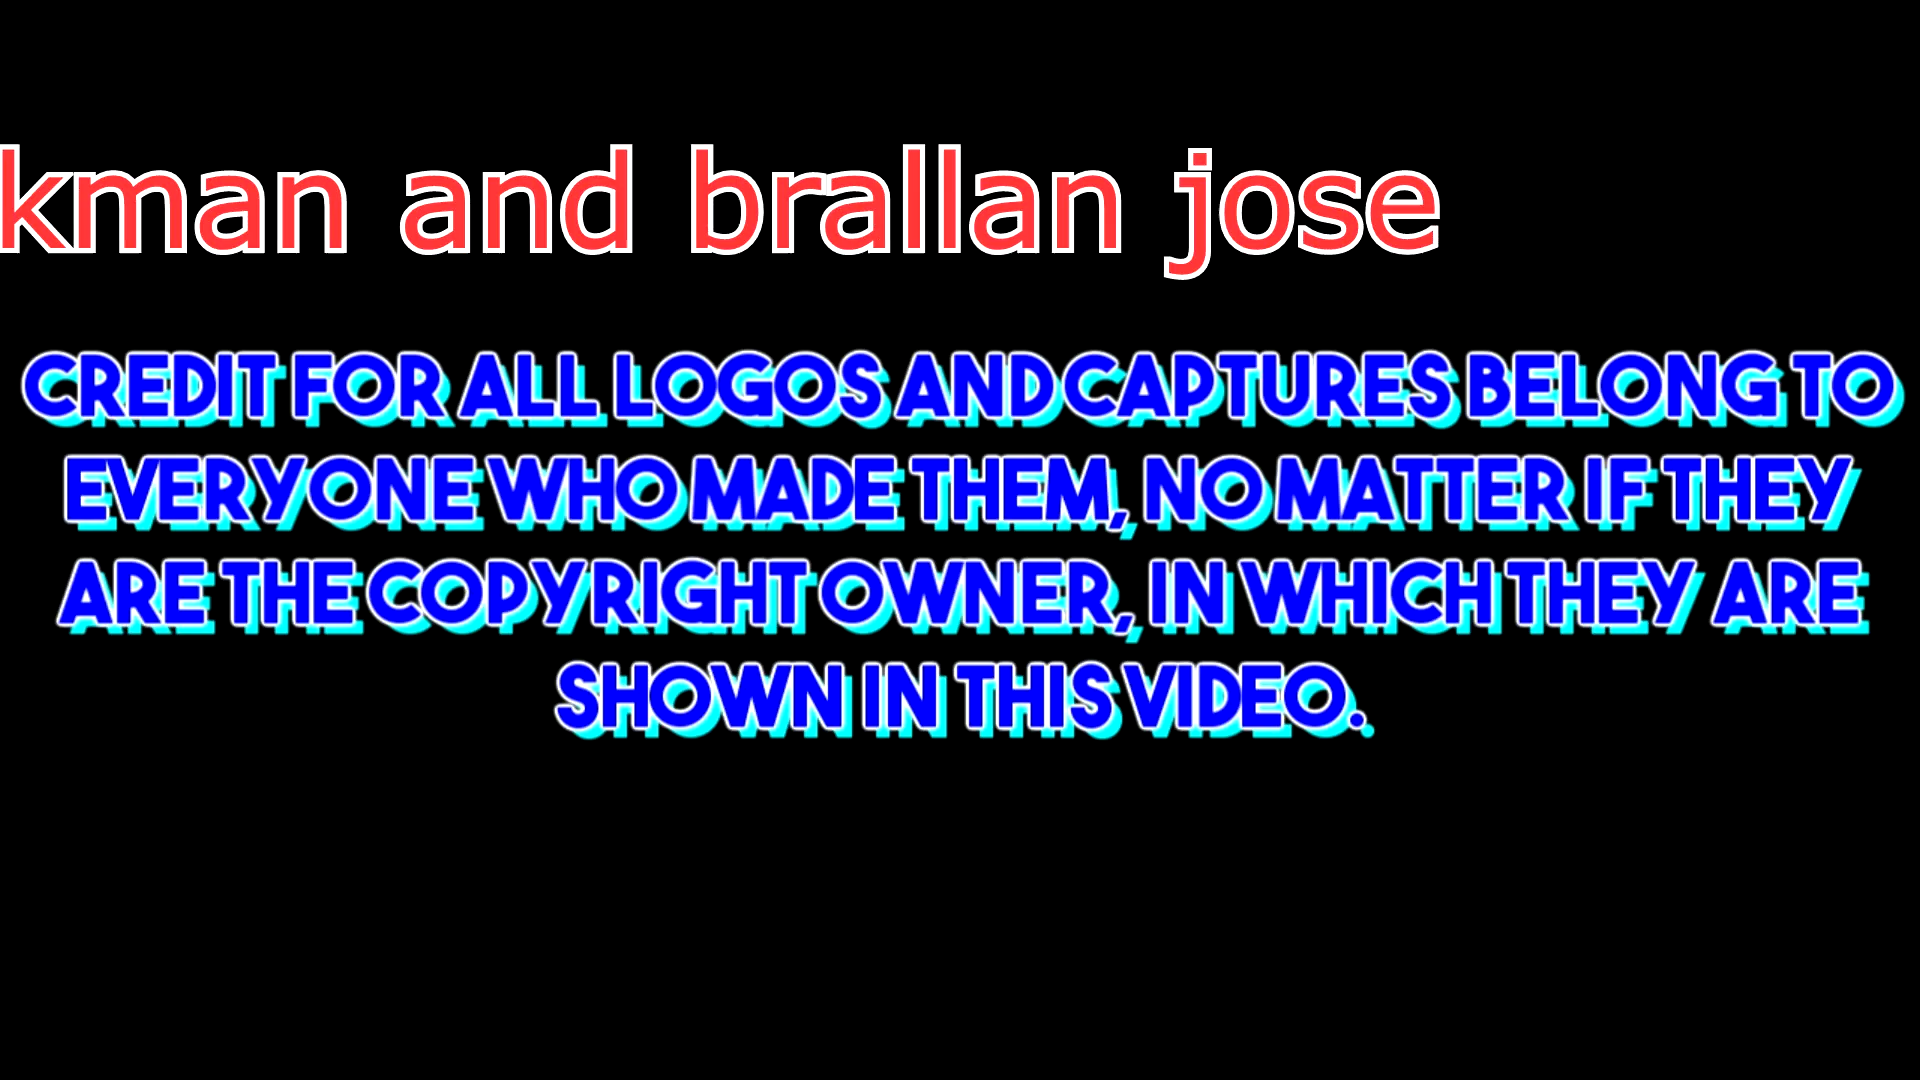 kman and brallan jose
CREDIT FOR ALL LOGOS AND CAPTURES BELONG TO
EVERYONE WHO MADE THEM, NO MATTER IF THEY
ARE THE COPYRIGHT OWNER, IN WHICH THEY ARE
SHOWN IN THIS VIDEO.